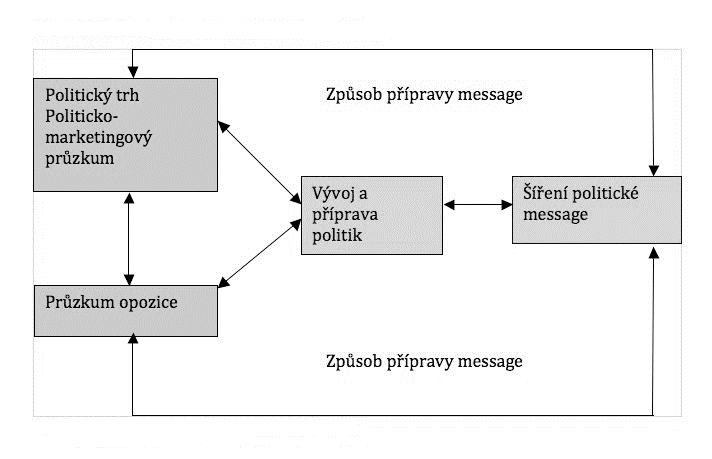 Politický trh
Politicko-
marketingový
průzkum
Způsob přípravy message
Vývoj a
příprava
politik
Šíření politické
message
Průzkum opozice
Způsob přípravy message